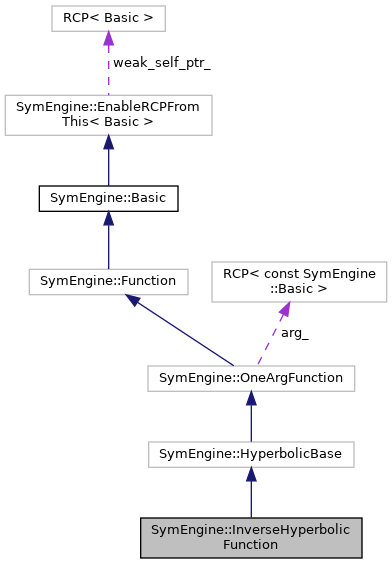 RCP< Basic >
weak_self_ptr_
SymEngine::EnableRCPFrom
This< Basic >
SymEngine::Basic
SymEngine::Function
RCP< const SymEngine
::Basic >
arg_
SymEngine::OneArgFunction
SymEngine::HyperbolicBase
SymEngine::InverseHyperbolic
Function